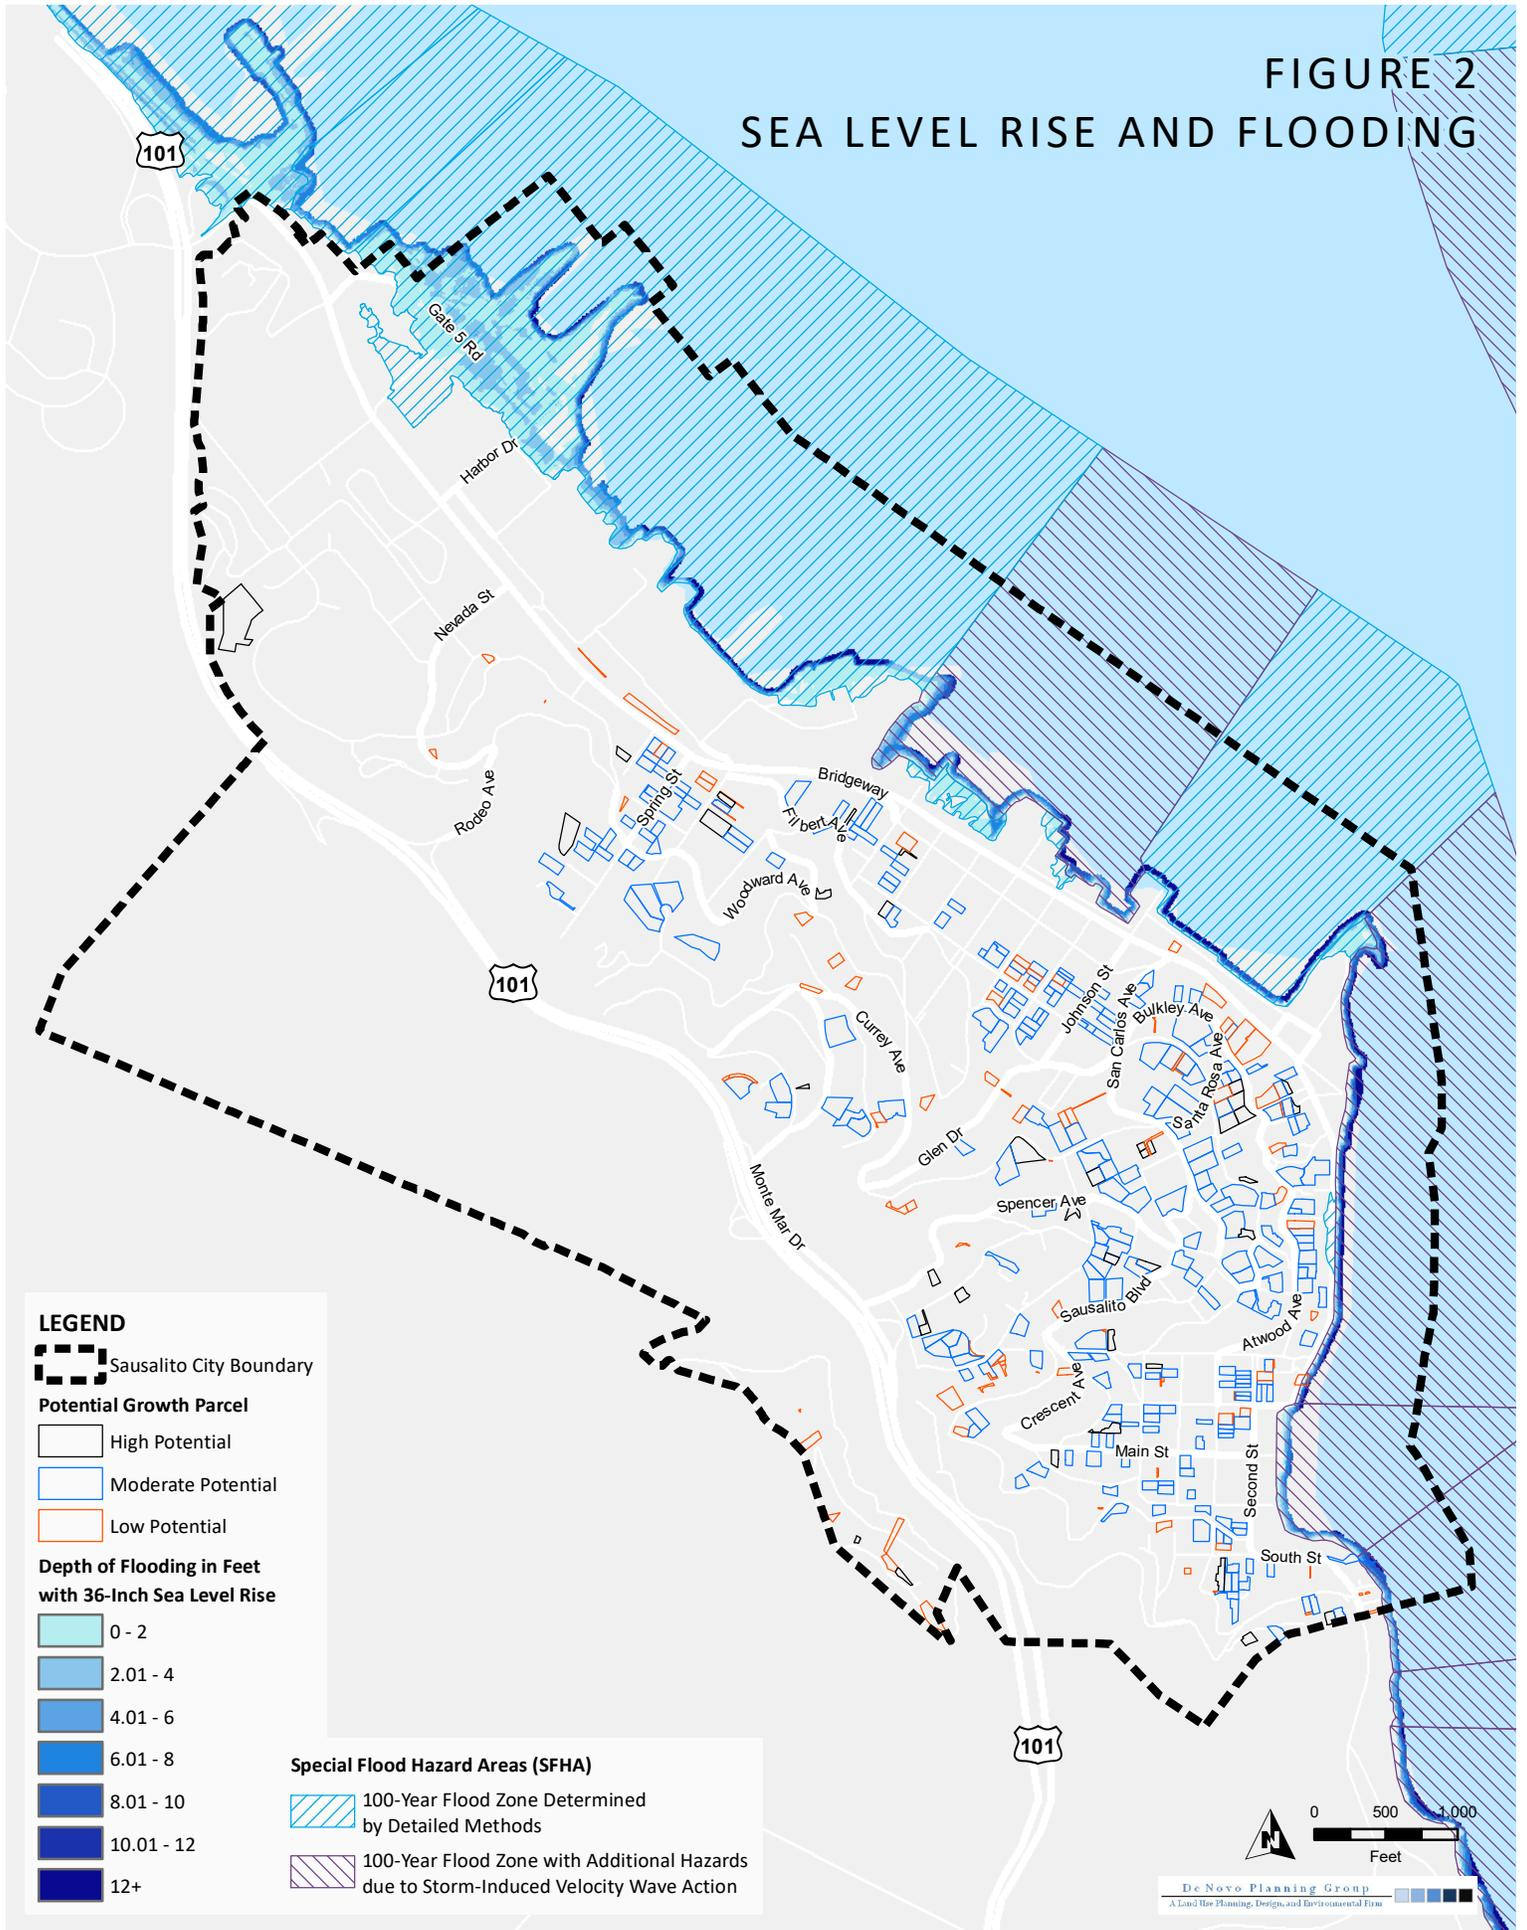 FIGURE 2
SEA LEVEL RISE AND FLOODING
101
Gate 5 Rd
Harbor Dr
Nevada St
Rodeo Ave
Spring St
Bridgeway
Filbert Ave
Woodward Ave
101
Currey Ave
Johnson St
San Carlos Ave
Bulkley Ave
Santa Rosa Ave
Glen Dr
Spencer Ave
Monte Mar Dr
Sausalito Blvd
Atwood Ave
Crescent Ave
Main St
Second St
South St
101
LEGEND
Sausalito City Boundary
Potential Growth Parcel
High Potential
Moderate Potential
Low Potential
Depth of Flooding in Feet
with 36-Inch Sea Level Rise
0 - 2
2.01 - 4
4.01 - 6
6.01 - 8
8.01 - 10
10.01 - 12
12+
Special Flood Hazard Areas (SFHA)
100-Year Flood Zone Determined
by Detailed Methods
100-Year Flood Zone with Additional Hazards
due to Storm-Induced Velocity Wave Action
N
0 500 1,000
Feet
De Novo Planning Group
A Land Use Planning, Design, and Environmental Firm